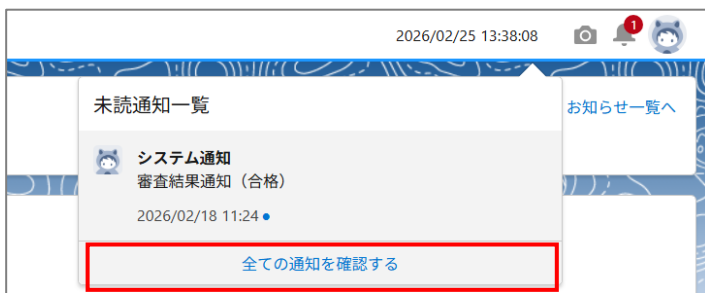 2026/02/25 13:38:08
1
未読通知一覧
お知らせ一覧へ
システム通知
審査結果通知（合格）
2026/02/18 11:24
全ての通知を確認する